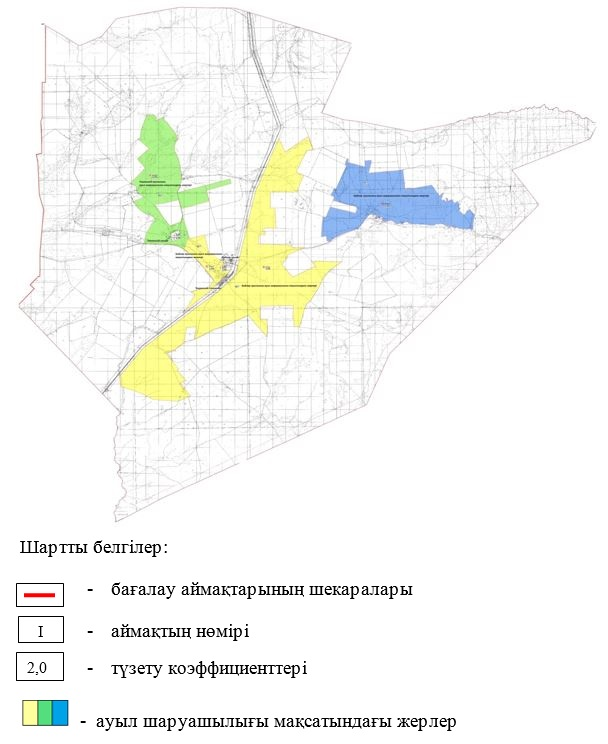 Шартты белгілер:
- бағалау аймақтарының шекаралары
I - аймақтың нөмірі
2,0 - түзету коэффициенттері
- ауыл шаруашылығы мақсатындағы жерлер